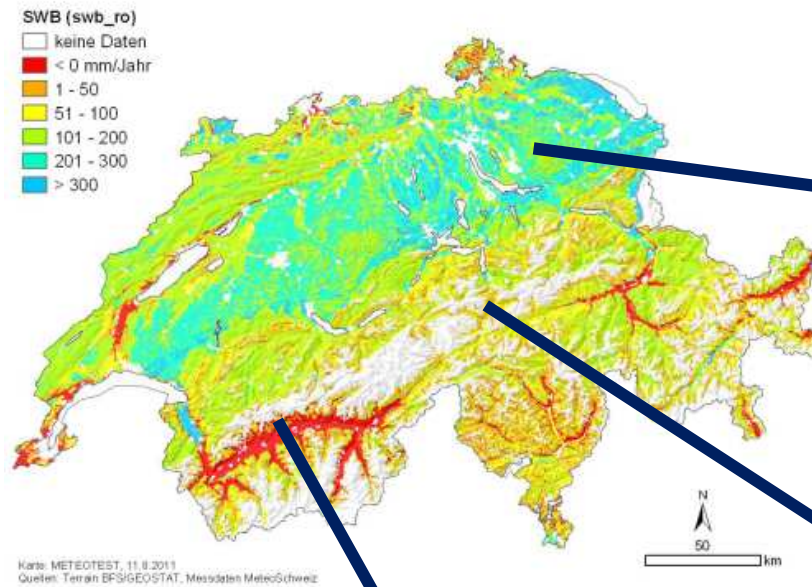 SWB (swb_ro)
keine Daten
< 0 mm/Jahr
1 - 50
51 - 100
101 - 200
201 - 300
> 300
N
50
km
Karte: METEOTEST, 11.8.2011
Quellen: Terrain BFS/GEOSTAT, Messdaten MeteoSchweiz